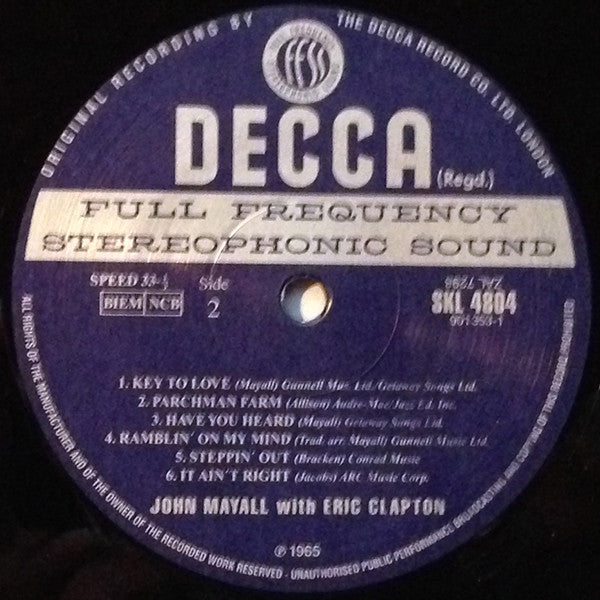 ORIGINAL RECORDING BY THE DECCA RECORD CO. LTD. LONDON
FFSS
DECCA
(Regd.)
FULL FREQUENCY
STEREOPHONIC SOUND
SPEED 33-⅓ Side
BIEM NCB 2
SKL 4804
901353-1
1. KEY TO LOVE (Mayall) Gunnell Mus. Ltd./Getaway Songs Ltd.
2. PARCHMAN FARM (Allison) Audre-Mae/Jazz Ed. Inc.
3. HAVE YOU HEARD (Mayall) Getaway Songs Ltd.
4. RAMBLIN´ ON MY MIND (Trad. arr. Mayall) Gunnell Music Ltd.
5. STEPPIN´ OUT (Bracken) Conrad Music
6. IT AIN´T RIGHT (Jacobs) ARC Music Corp.
JOHN MAYALL with ERIC CLAPTON
℗ 1965
ALL RIGHTS OF THE MANUFACTURER AND OF THE OWNER OF THE RECORDED WORK RESERVED - UNAUTHORISED PUBLIC PERFORMANCE, BROADCASTING AND COPYING OF THIS RECORD PROHIBITED